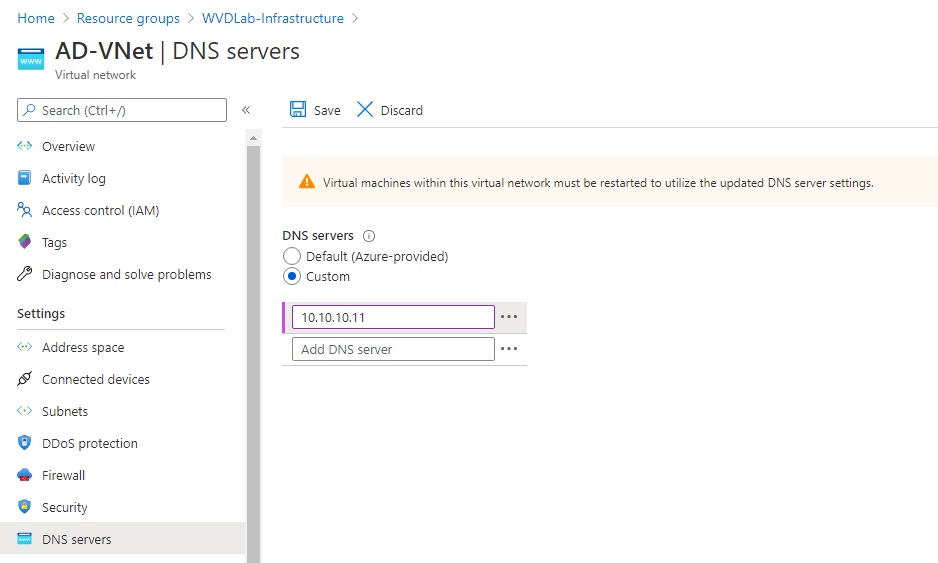 Home > Resource groups > WVDLab-Infrastructure >
www
AD-VNet | DNS servers
Virtual network
Search (Ctrl+/)
«
Save
Discard
Overview
Activity log
Access control (IAM)
Tags
Diagnose and solve problems
Settings
Address space
Connected devices
Subnets
DDoS protection
Firewall
Security
DNS servers
Virtual machines within this virtual network must be restarted to utilize the updated DNS server settings.
DNS servers
Default (Azure-provided)
Custom
10.10.10.11
Add DNS server